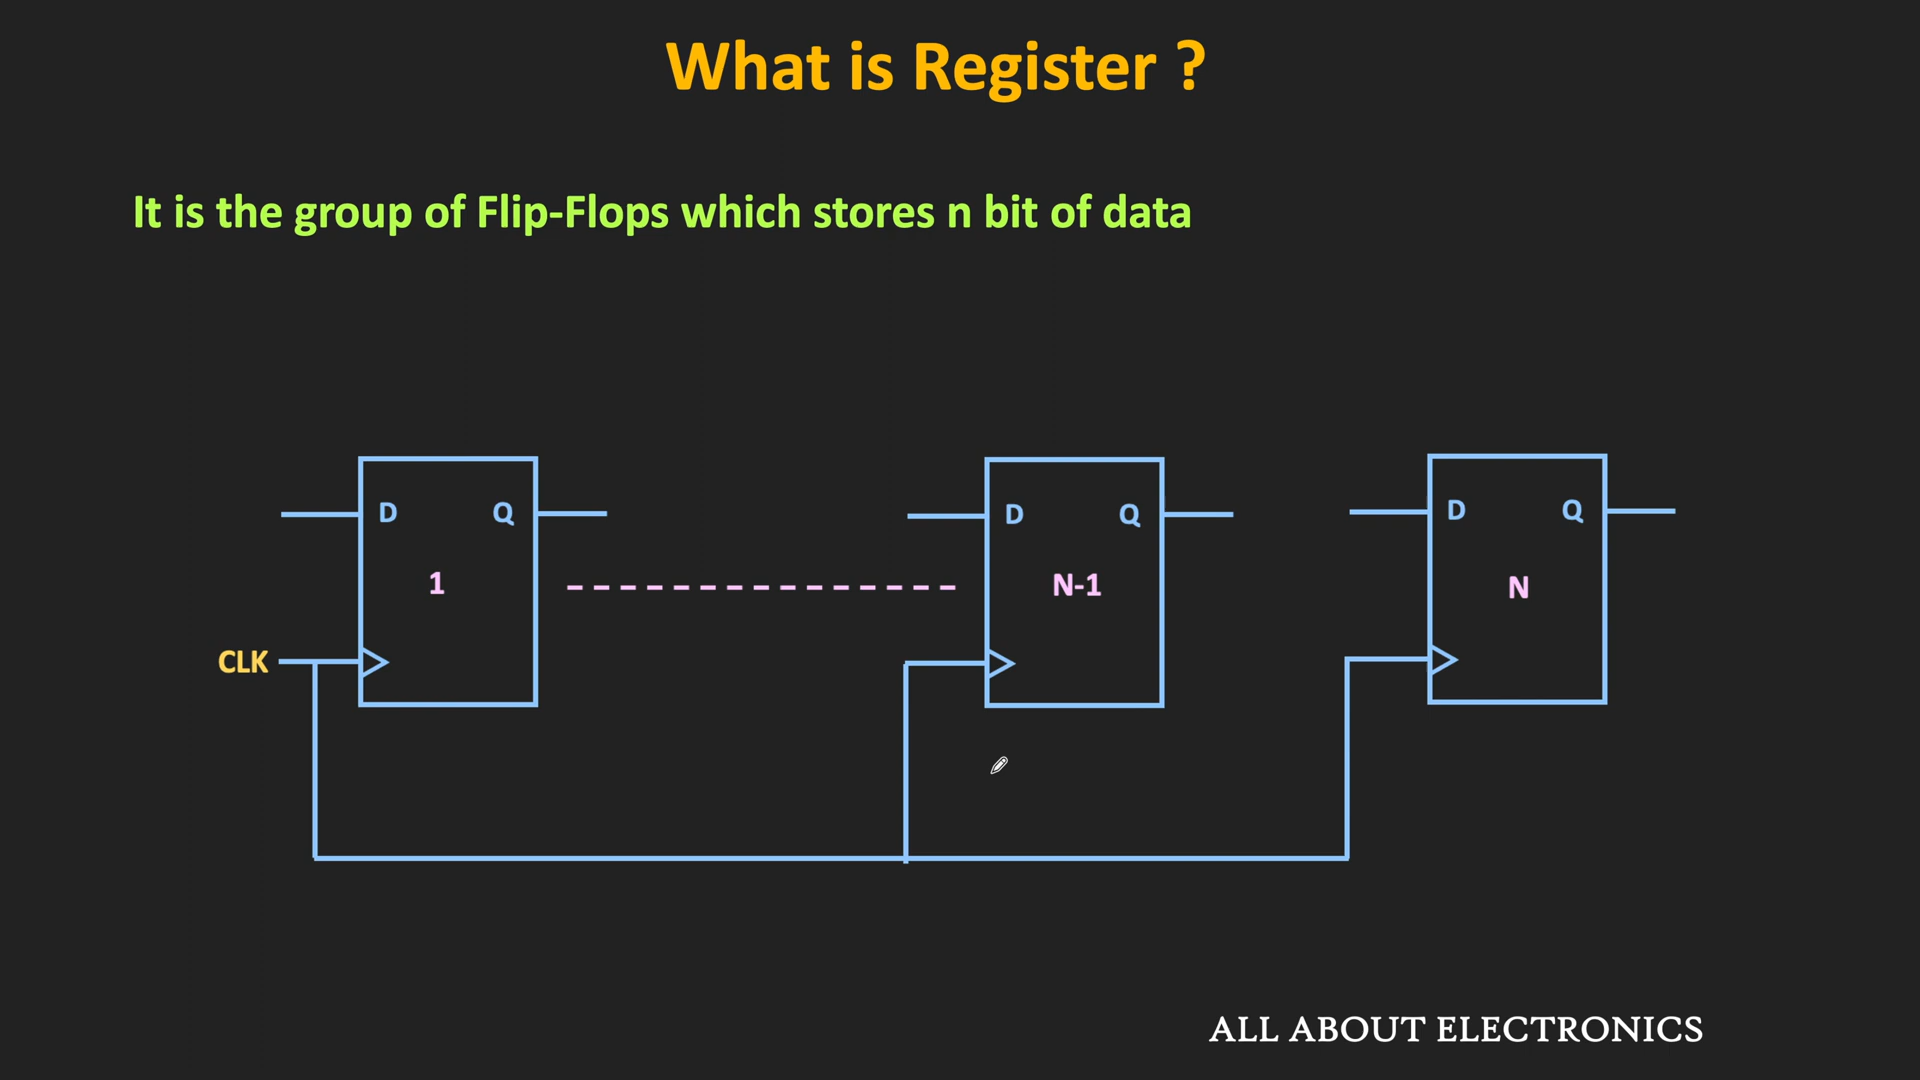 What is Register ?
It is the group of Flip-Flops which stores n bit of data
D Q D Q D Q
1 N-1 N
CLK
ALL ABOUT ELECTRONICS